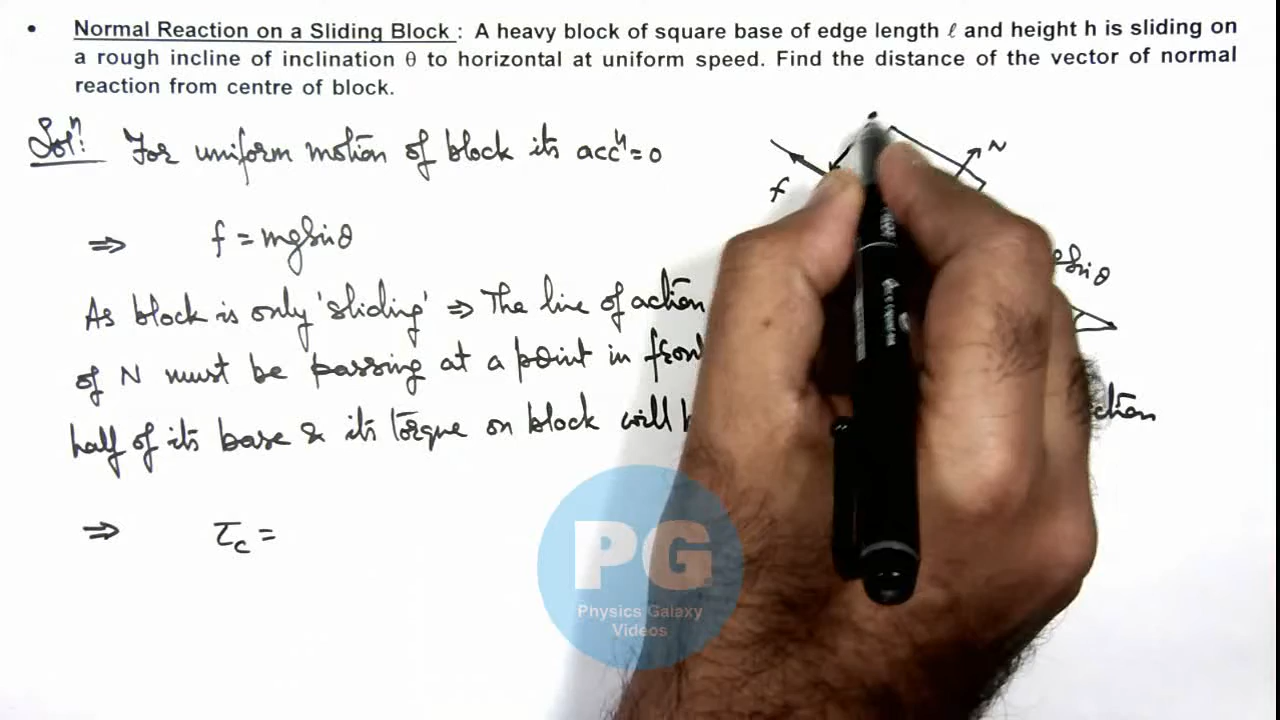 • Normal Reaction on a Sliding Block : A heavy block of square base of edge length ℓ and height h is sliding on
a rough incline of inclination θ to horizontal at uniform speed. Find the distance of the vector of normal
reaction from centre of block.
Solⁿ: For uniform motion of block its accⁿ = 0
⇒ f = mg sinθ
As block is only 'sliding' ⇒ The line of action
of N must be passing at a point in front
half of its base & its torque on block will
⇒ τc =
f
N
sinθ
PG
Physics Galaxy
Videos